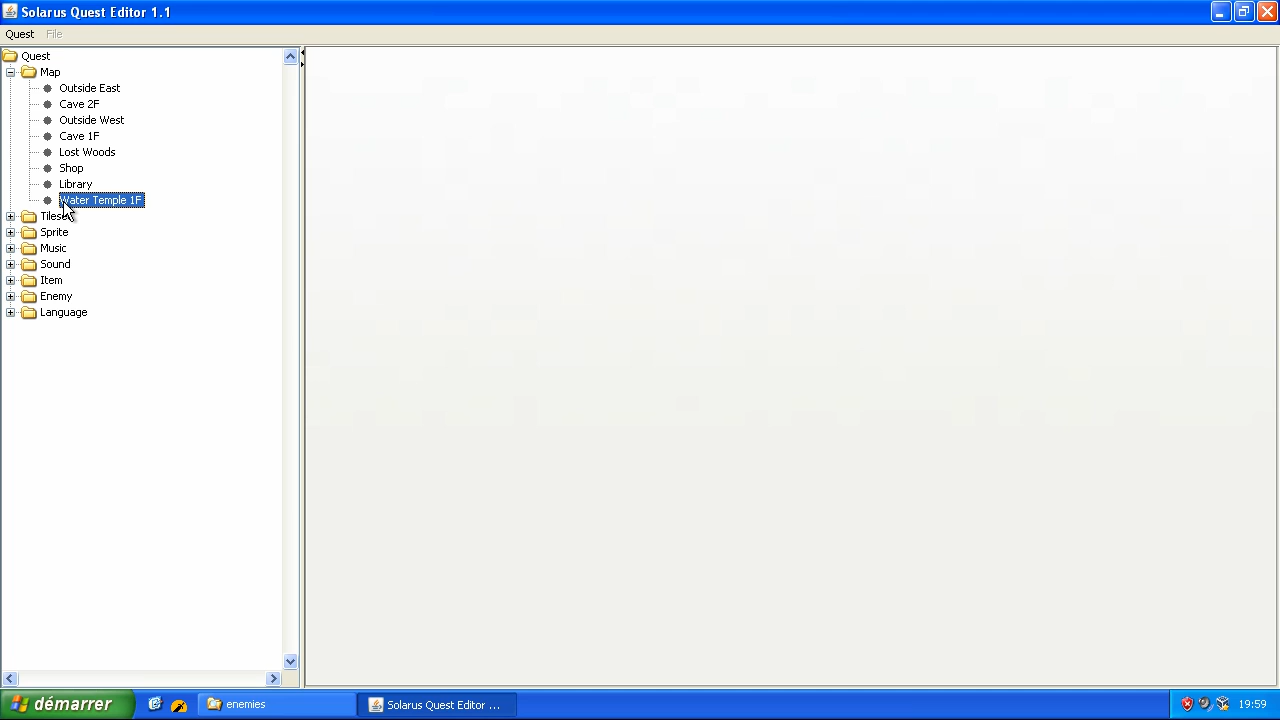 Solarus Quest Editor 1.1
Quest File
Quest
Map
Outside East
Cave 2F
Outside West
Cave 1F
Lost Woods
Shop
Library
Water Temple 1F
Sprite
Music
Sound
Item
Enemy
Language
démarrer
enemies
Solarus Quest Editor ...
19:59